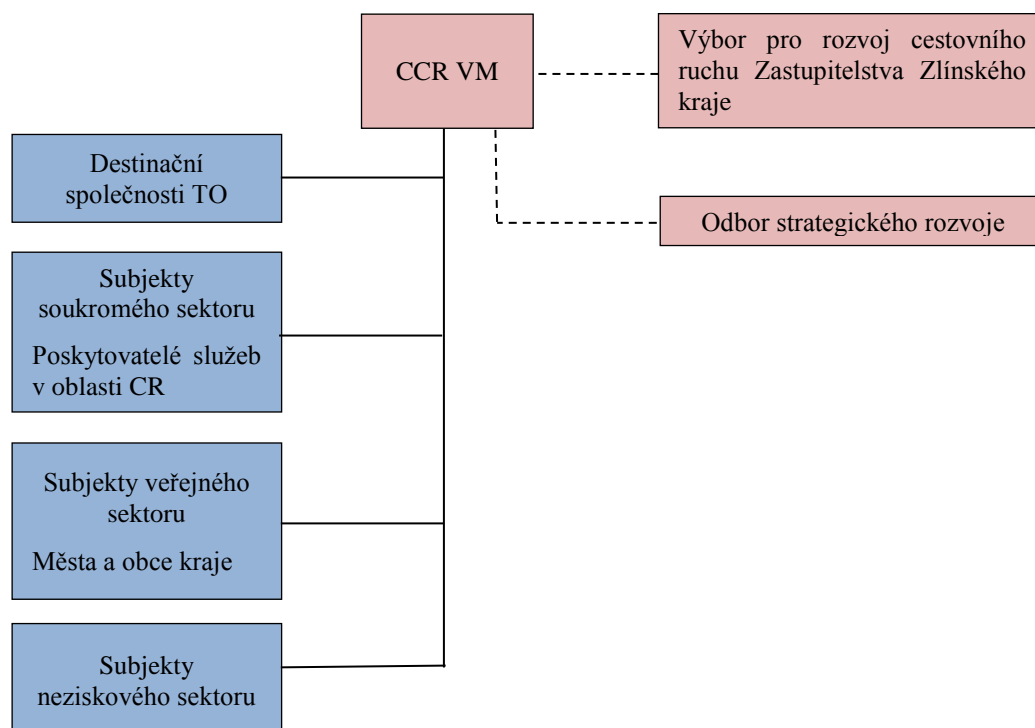 CCR VM
Výbor pro rozvoj cestovního
ruchu Zastupitelstva Zlínského
kraje
Destinační
společnosti TO
Odbor strategického rozvoje
Subjekty
soukromého sektoru
Poskytovatelé služeb
v oblasti CR
Subjekty veřejného
sektoru
Města a obce kraje
Subjekty
neziskového sektoru